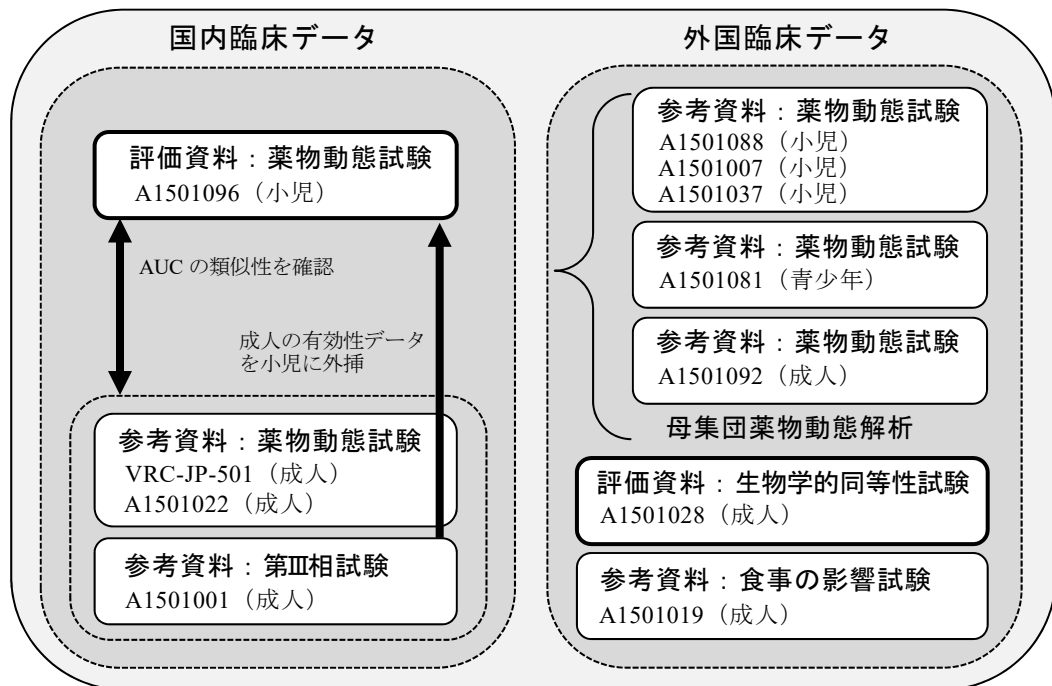 国内臨床データ
評価資料：薬物動態試験
A1501096（小児）
AUC の類似性を確認
成人の有効性データ
を小児に外挿
参考資料：薬物動態試験
VRC-JP-501（成人）
A1501022（成人）
参考資料：第Ⅲ相試験
A1501001（成人）
外国臨床データ
参考資料：薬物動態試験
A1501088（小児）
A1501007（小児）
A1501037（小児）
参考資料：薬物動態試験
A1501081（青少年）
参考資料：薬物動態試験
A1501092（成人）
母集団薬物動態解析
評価資料：生物学的同等性試験
A1501028（成人）
参考資料：食事の影響試験
A1501019（成人）